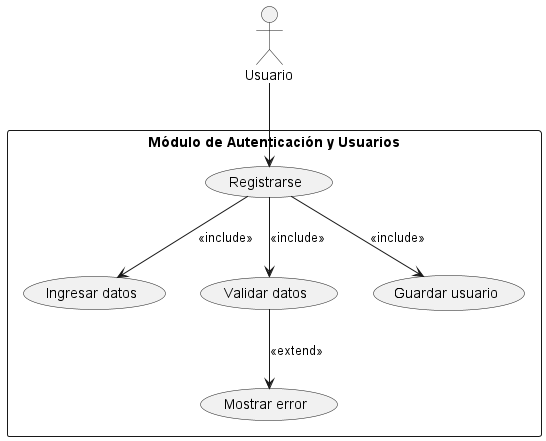 Usuario
Módulo de Autenticación y Usuarios
Registrarse
«include»
«include»
«include»
Ingresar datos
Validar datos
Guardar usuario
«extend»
Mostrar error